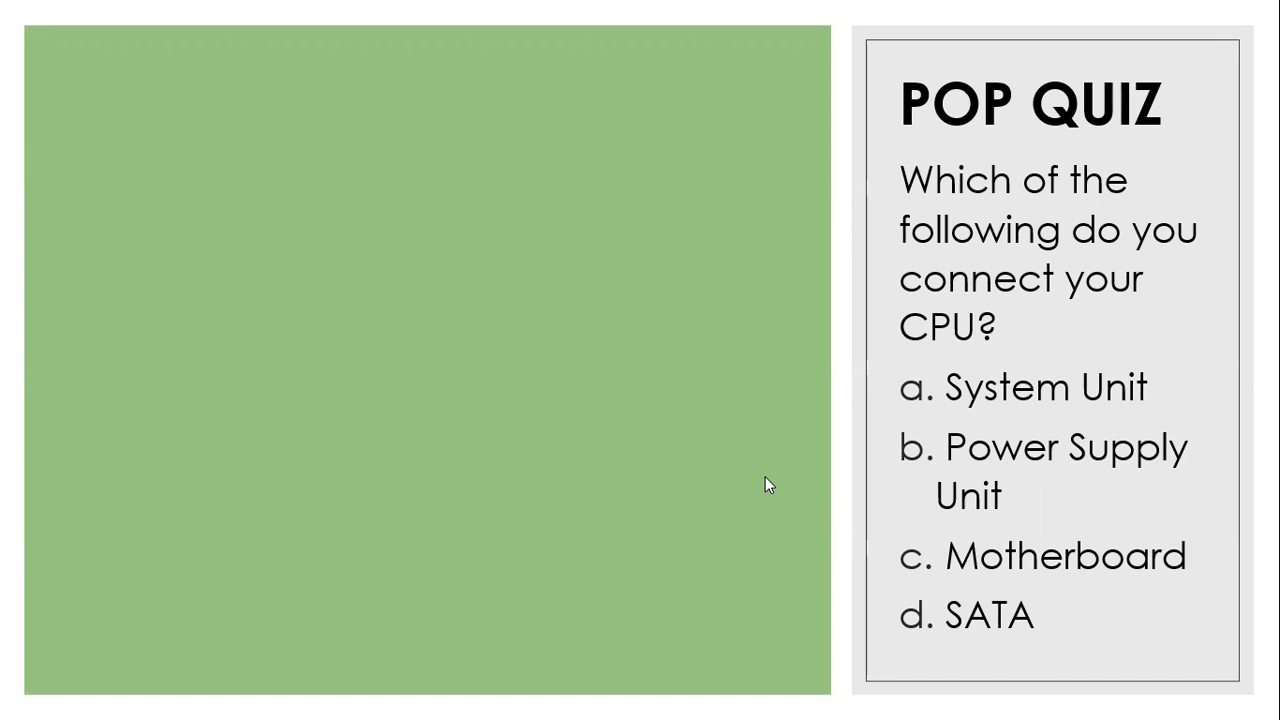 POP QUIZ
Which of the
following do you
connect your
CPU?
a. System Unit
b. Power Supply
Unit
c. Motherboard
d. SATA